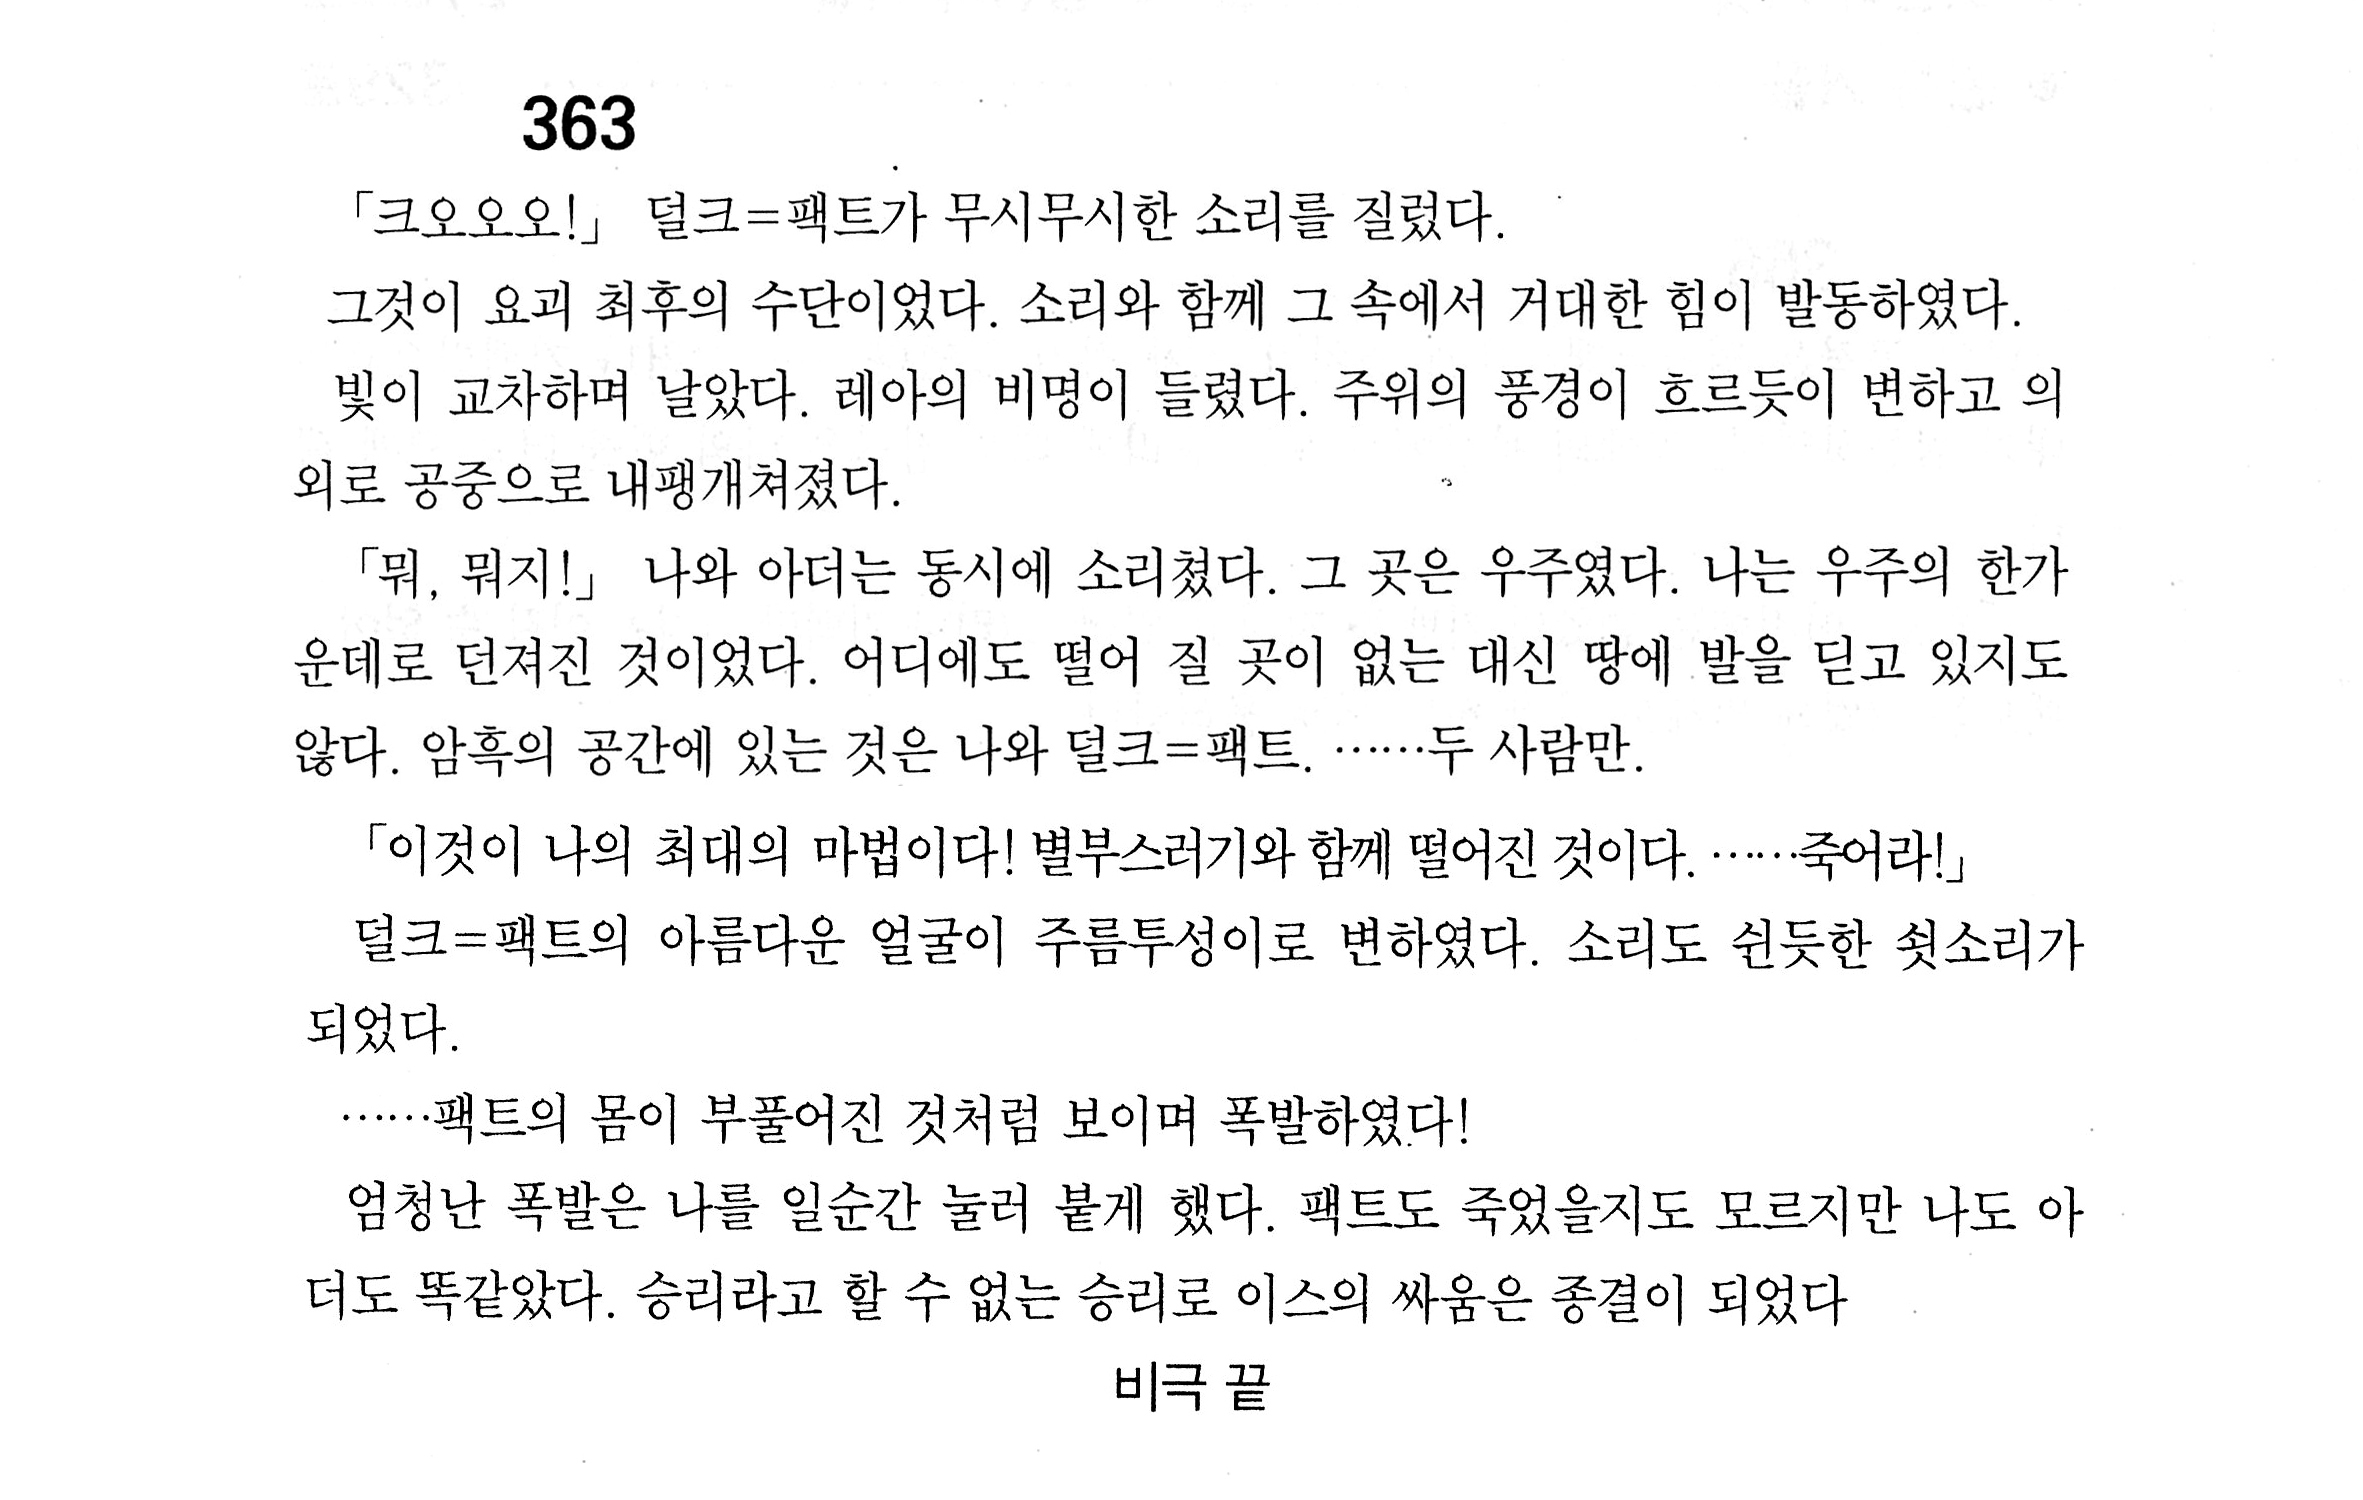 363
「크오오오!」 덜크=팩트가 무시무시한 소리를 질렀다.
그것이 요괴 최후의 수단이었다. 소리와 함께 그 속에서 거대한 힘이 발동하였다.
빛이 교차하며 날았다. 레아의 비명이 들렸다. 주위의 풍경이 흐르듯이 변하고 의
외로 공중으로 내팽개쳐졌다.
「뭐, 뭐지!」 나와 아더는 동시에 소리쳤다. 그 곳은 우주였다. 나는 우주의 한가
운데로 던져진 것이었다. 어디에도 떨어 질 곳이 없는 대신 땅에 발을 딛고 있지도
않다. 암흑의 공간에 있는 것은 나와 덜크=팩트. ……두 사람만.
「이것이 나의 최대의 마법이다! 별부스러기와 함께 떨어진 것이다. ……죽어라!」
덜크=팩트의 아름다운 얼굴이 주름투성이로 변하였다. 소리도 쉰듯한 쇳소리가
되었다.
……팩트의 몸이 부풀어진 것처럼 보이며 폭발하였다!
엄청난 폭발은 나를 일순간 눌러 붙게 했다. 팩트도 죽었을지도 모르지만 나도 아
더도 똑같았다. 승리라고 할 수 없는 승리로 이스의 싸움은 종결이 되었다
비극 끝